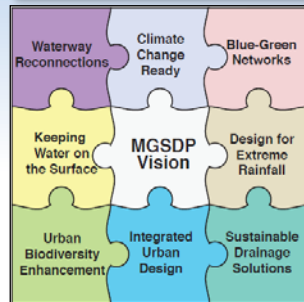 Waterway
Reconnections
Climate
Change
Ready
Blue-Green
Networks
Keeping
Water on
the Surface
MGSDP
Vision
Design for
Extreme
Rainfall
Urban
Biodiversity
Enhancement
Integrated
Urban
Design
Sustainable
Drainage
Solutions